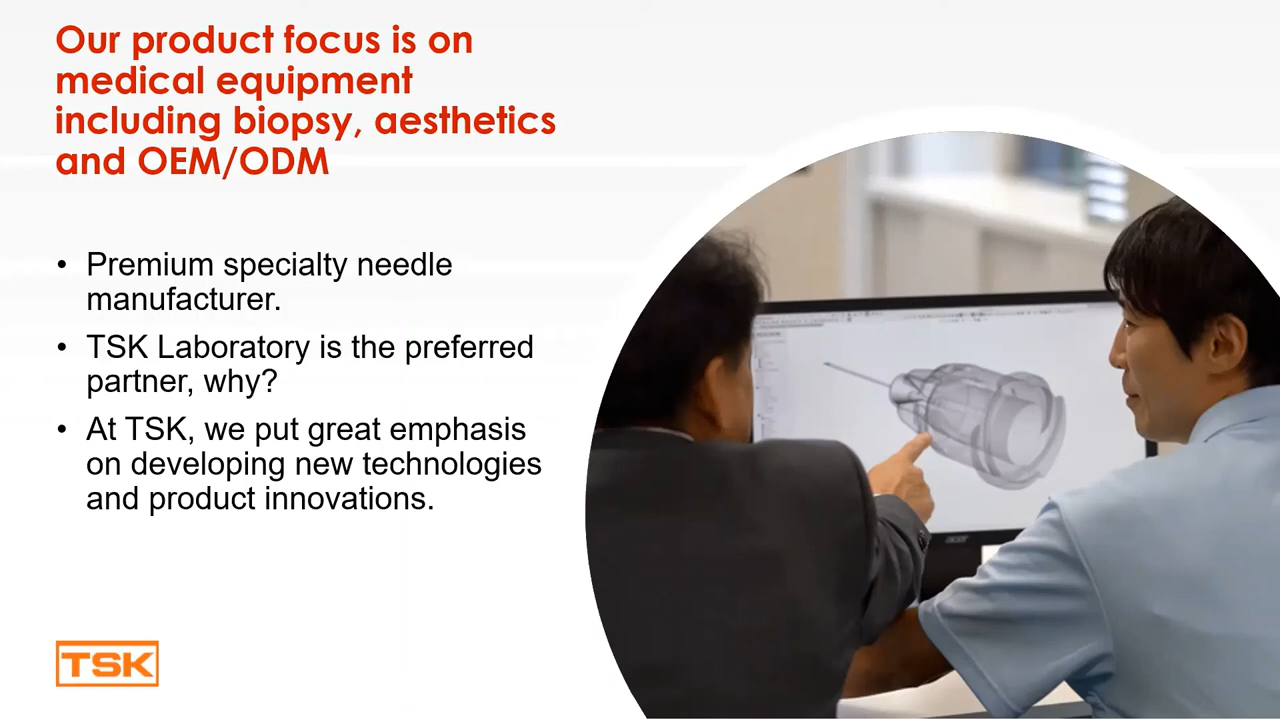 Our product focus is on
medical equipment
including biopsy, aesthetics
and OEM/ODM
• Premium specialty needle
manufacturer.
• TSK Laboratory is the preferred
partner, why?
• At TSK, we put great emphasis
on developing new technologies
and product innovations.
acer
TSK